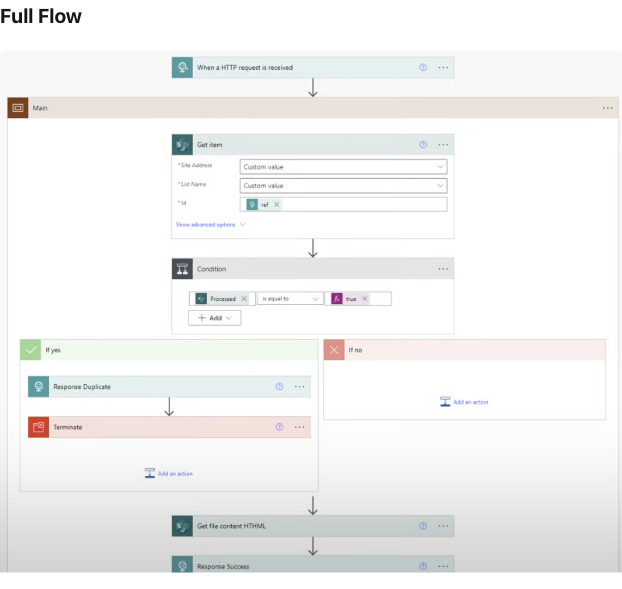 Full Flow
When a HTTP request is received
Main
Get item
*Site Address
Custom value
*List Name
Custom value
*Id
ref
Show advanced options
Condition
Processed
is equal to
true
Add
If yes
If no
Response Duplicate
Add an action
Terminate
Add an action
Get file content HTHML
Response Success